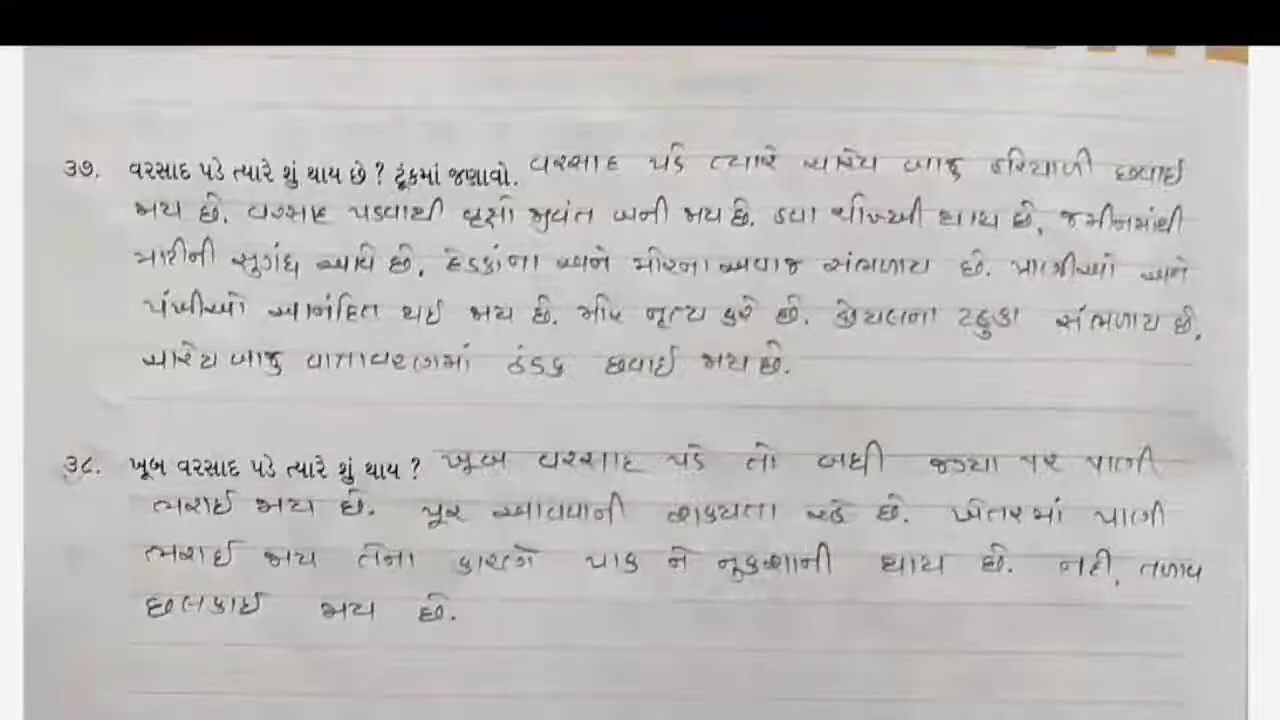 ૩૭. વરસાદ પડે ત્યારે શું થાય છે? ટૂંકમાં જણાવો. વરસાદ પડે ત્યારે ચારેય બાજુ હરિયાળી છવાઈ
જાય છે. વરસાદ પડવાથી વૃક્ષો જીવંત બની જાય છે. હવા ચોખ્ખી થાય છે, જમીનમાંથી
માટીની સુગંધ આવે છે. દેડકાંના અને મોરના અવાજ સંભળાય છે. પ્રાણીઓ અને
પંખીઓ આનંદિત થઈ જાય છે. મોર નૃત્ય કરે છે. કોયલના ટહુકા સંભળાય છે.
ચારેય બાજુ વાતાવરણમાં ઠંડક છવાઈ જાય છે.
૩૮. ખૂબ વરસાદ પડે ત્યારે શું થાય? ખૂબ વરસાદ પડે તો બધી જગ્યા પર પાણી
ભરાઈ જાય છે. પૂર આવવાની શક્યતા રહે છે. ખેતરમાં પાણી
ભરાઈ જાય તેના કારણે પાક ને નુકશાની થાય છે. નદી, તળાવ
છલકાઈ જાય છે.